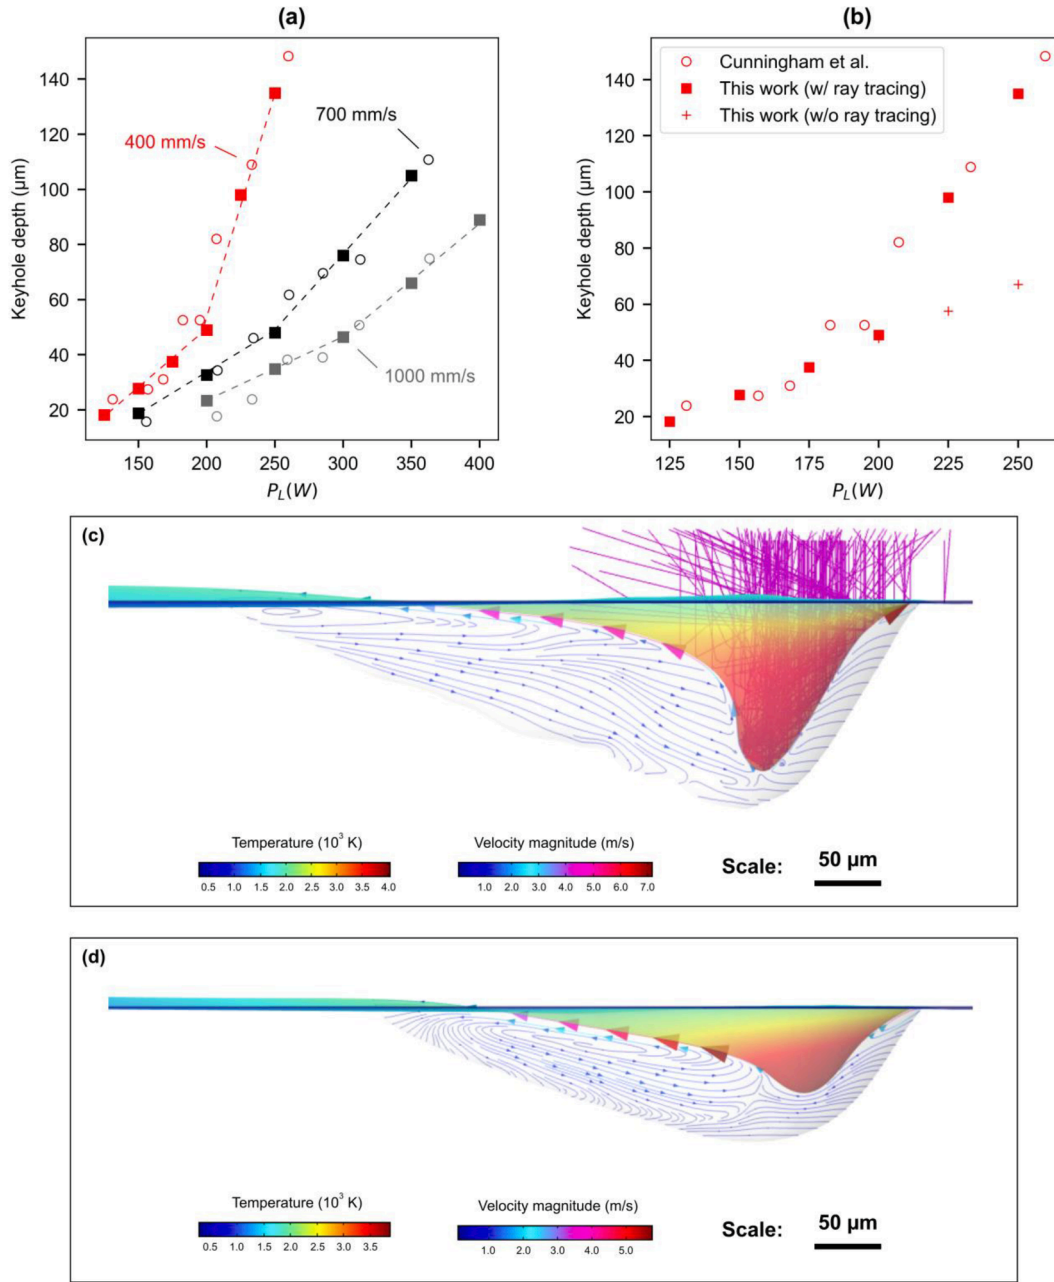 (a)
Keyhole depth (μm)
140
120
100
80
60
40
20
400 mm/s
700 mm/s
1000 mm/s
150 200 250 300 350 400
P_L(W)
(b)
Keyhole depth (μm)
140
120
100
80
60
40
20
Cunningham et al.
This work (w/ ray tracing)
This work (w/o ray tracing)
125 150 175 200 225 250
P_L(W)
(c)
Temperature (10³ K)
0.5 1.0 1.5 2.0 2.5 3.0 3.5 4.0
Velocity magnitude (m/s)
1.0 2.0 3.0 4.0 5.0 6.0 7.0
Scale: 50 μm
(d)
Temperature (10³ K)
0.5 1.0 1.5 2.0 2.5 3.0 3.5
Velocity magnitude (m/s)
1.0 2.0 3.0 4.0 5.0
Scale: 50 μm